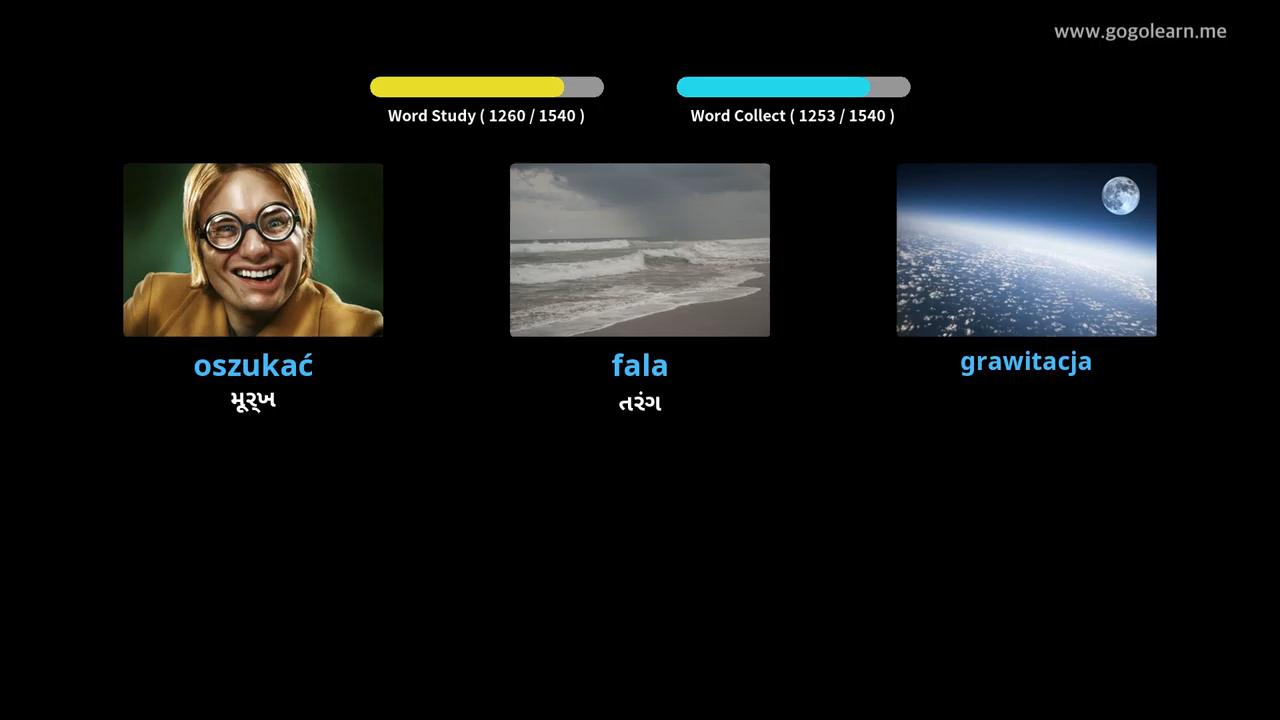 www.gogolearn.me
Word Study ( 1260 / 1540 )
Word Collect ( 1253 / 1540 )
oszukać
મૂર્ખ
fala
તરંગ
grawitacja